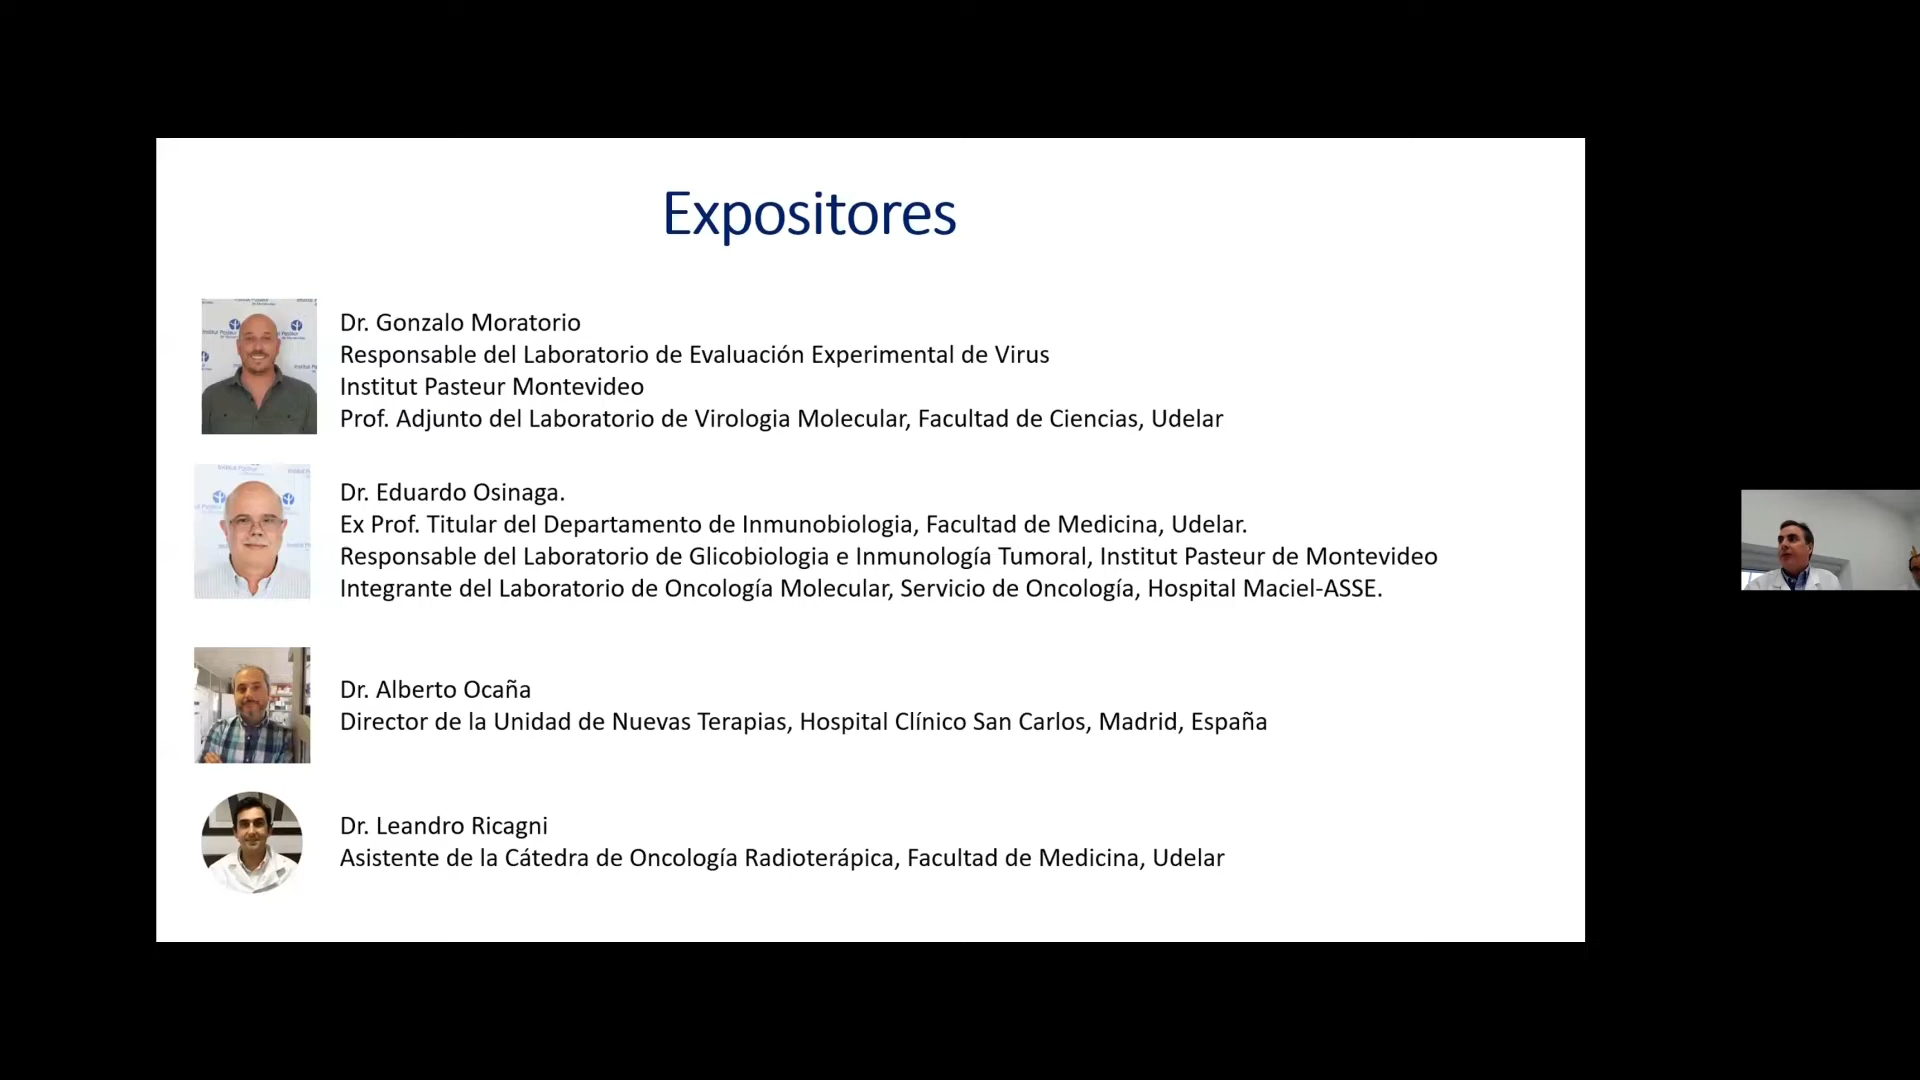 Expositores
Dr. Gonzalo Moratorio
Responsable del Laboratorio de Evaluación Experimental de Virus
Institut Pasteur Montevideo
Prof. Adjunto del Laboratorio de Virologia Molecular, Facultad de Ciencias, Udelar
Dr. Eduardo Osinaga.
Ex Prof. Titular del Departamento de Inmunobiologia, Facultad de Medicina, Udelar.
Responsable del Laboratorio de Glicobiologia e Inmunología Tumoral, Institut Pasteur de Montevideo
Integrante del Laboratorio de Oncología Molecular, Servicio de Oncología, Hospital Maciel-ASSE.
Dr. Alberto Ocaña
Director de la Unidad de Nuevas Terapias, Hospital Clínico San Carlos, Madrid, España
Dr. Leandro Ricagni
Asistente de la Cátedra de Oncología Radioterápica, Facultad de Medicina, Udelar